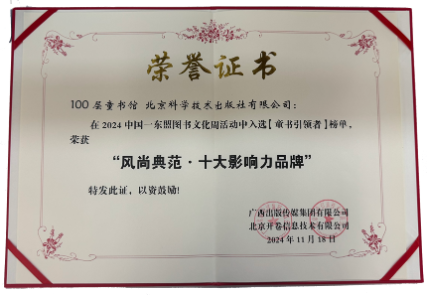 荣誉证书
100层童书馆 北京科学技术出版社有限公司：
在2024中国—东盟图书文化周活动中入选【童书引领者】榜单，
荣获
“风尚典范·十大影响力品牌”
特发此证，以资鼓励！
广西出版传媒集团有限公司
北京开卷信息技术有限公司
2024年11月18日